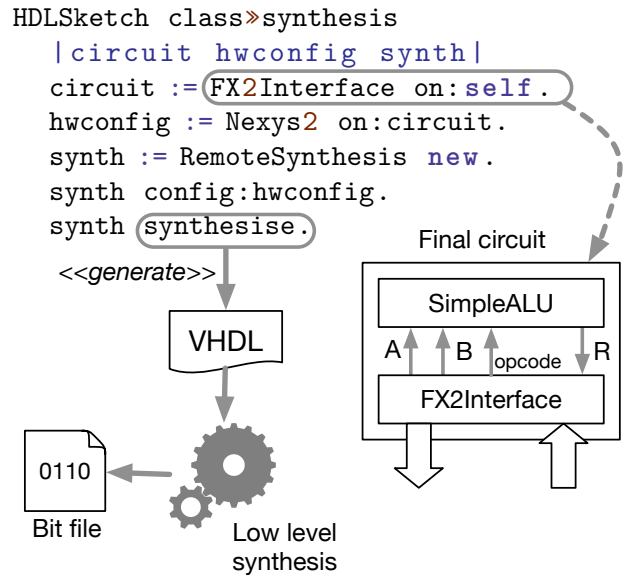 HDLSketch class»synthesis
|circuit hwconfig synth|
circuit := FX2Interface on:self.
hwconfig := Nexys2 on:circuit.
synth := RemoteSynthesis new.
synth config:hwconfig.
synth synthesise.
<<generate>>
VHDL
0110
Bit file
Low level
synthesis
Final circuit
SimpleALU
A B opcode R
FX2Interface